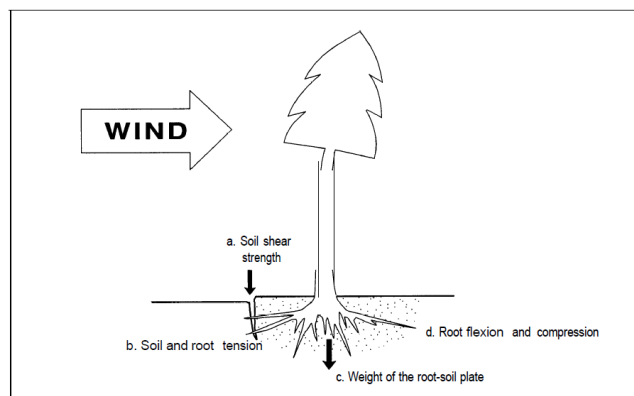 WIND
a. Soil shear
strength
b. Soil and root tension
d. Root flexion and compression
c. Weight of the root-soil plate